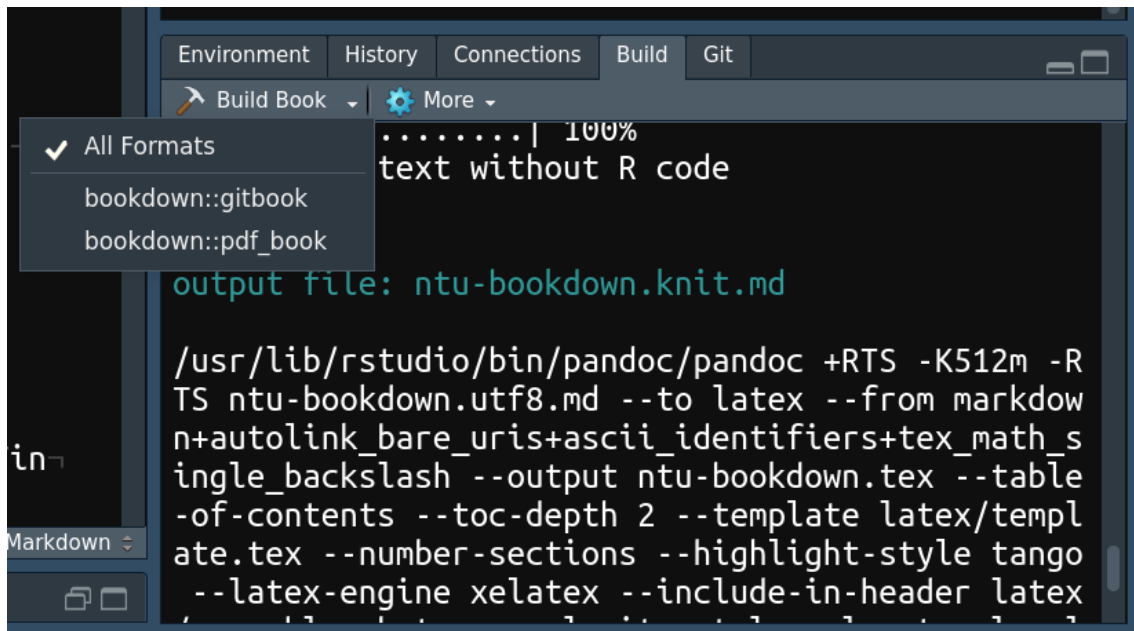 Environment History Connections Build Git
Build Book More
All Formats
bookdown::gitbook
bookdown::pdf_book
........| 100%
text without R code
output file: ntu-bookdown.knit.md
/usr/lib/rstudio/bin/pandoc/pandoc +RTS -K512m -R
TS ntu-bookdown.utf8.md --to latex --from markdow
n+autolink_bare_uris+ascii_identifiers+tex_math_s
ingle_backslash --output ntu-bookdown.tex --table
-of-contents --toc-depth 2 --template latex/templ
ate.tex --number-sections --highlight-style tango
--latex-engine xelatex --include-in-header latex
in¬
Markdown